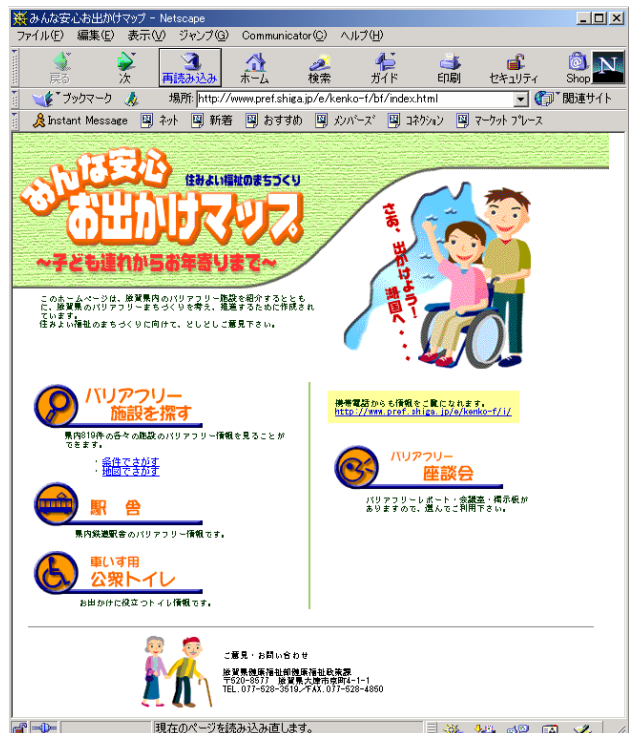 みんな安心お出かけマップ - Netscape
ファイル(F) 編集(E) 表示(V) ジャンプ(G) Communicator(C) ヘルプ(H)
戻る 次 再読み込み ホーム 検索 ガイド 印刷 セキュリティ Shop N
ブックマーク 場所: http://www.pref.shiga.jp/e/kenko-f/bf/index.html 関連サイト
Instant Message ネット 新着 おすすめ メンバーズ コネクション マーケットプレース
みんな安心
住みよい福祉のまちづくり
お出かけマップ
～子ども連れからお年寄りまで～
さあ、出かけよう!
湖国へ・・・・
このホームページは、滋賀県内のバリアフリー施設を紹介するととも
に、滋賀県のバリアフリーまちづくりを考え、推進するために作成され
ています。
住みよい福祉のまちづくりに向けて、どしどしご意見下さい。
バリアフリー
施設を探す
県内819件の各々の施設のバリアフリー情報を見ることが
できます。
・条件でさがす
・地図でさがす
駅 舎
県内鉄道駅舎のバリアフリー情報です。
車いす用
公衆トイレ
お出かけに役立つトイレ情報です。
携帯電話からも情報をご覧になれます。
http://www.pref.shiga.jp/e/kenko-f/i/
バリアフリー
座談会
バリアフリーレポート・会議室・掲示板が
ありますので、選んでご利用下さい。
ご意見・お問い合わせ
滋賀県健康福祉部健康福祉政策課
〒520-8577 滋賀県大津市京町4-1-1
TEL.077-528-3519／FAX.077-528-4850
現在のページを読み込み直します。